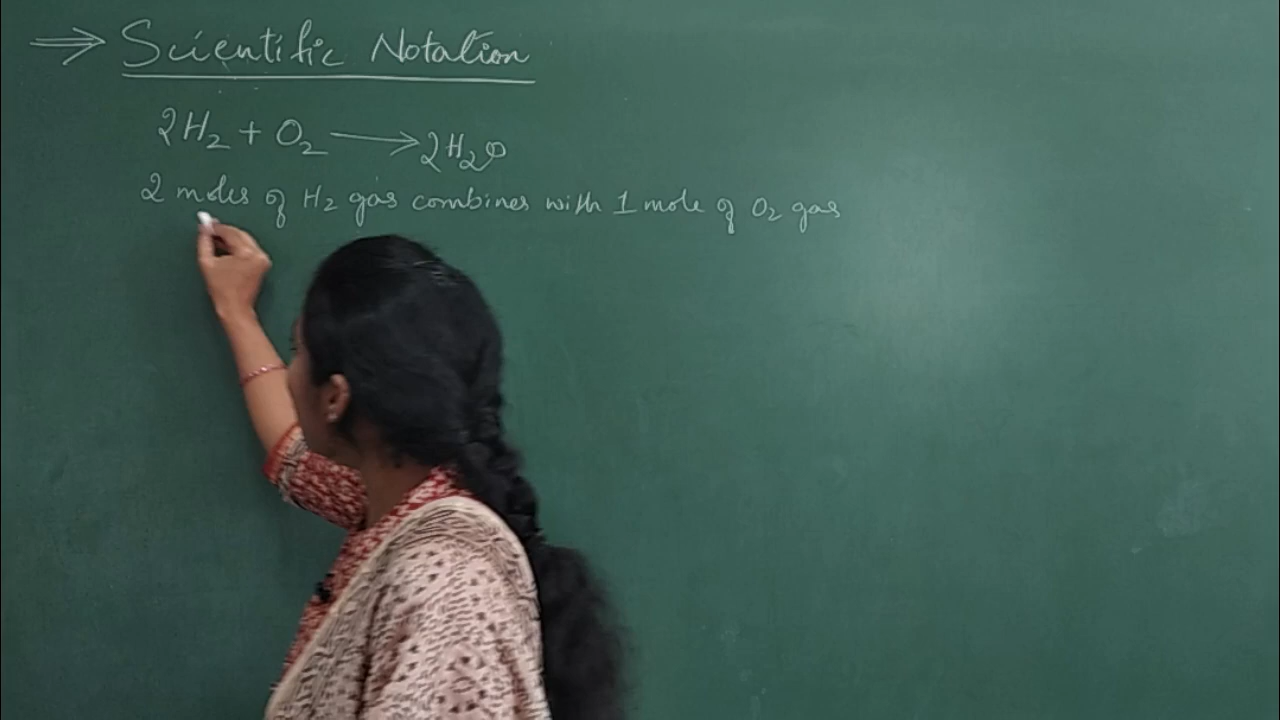 ⇒ Scientific Notation
2H₂ + O₂ ⟶ 2H₂O
2 moles of H₂ gas combines with 1 mole of O₂ gas